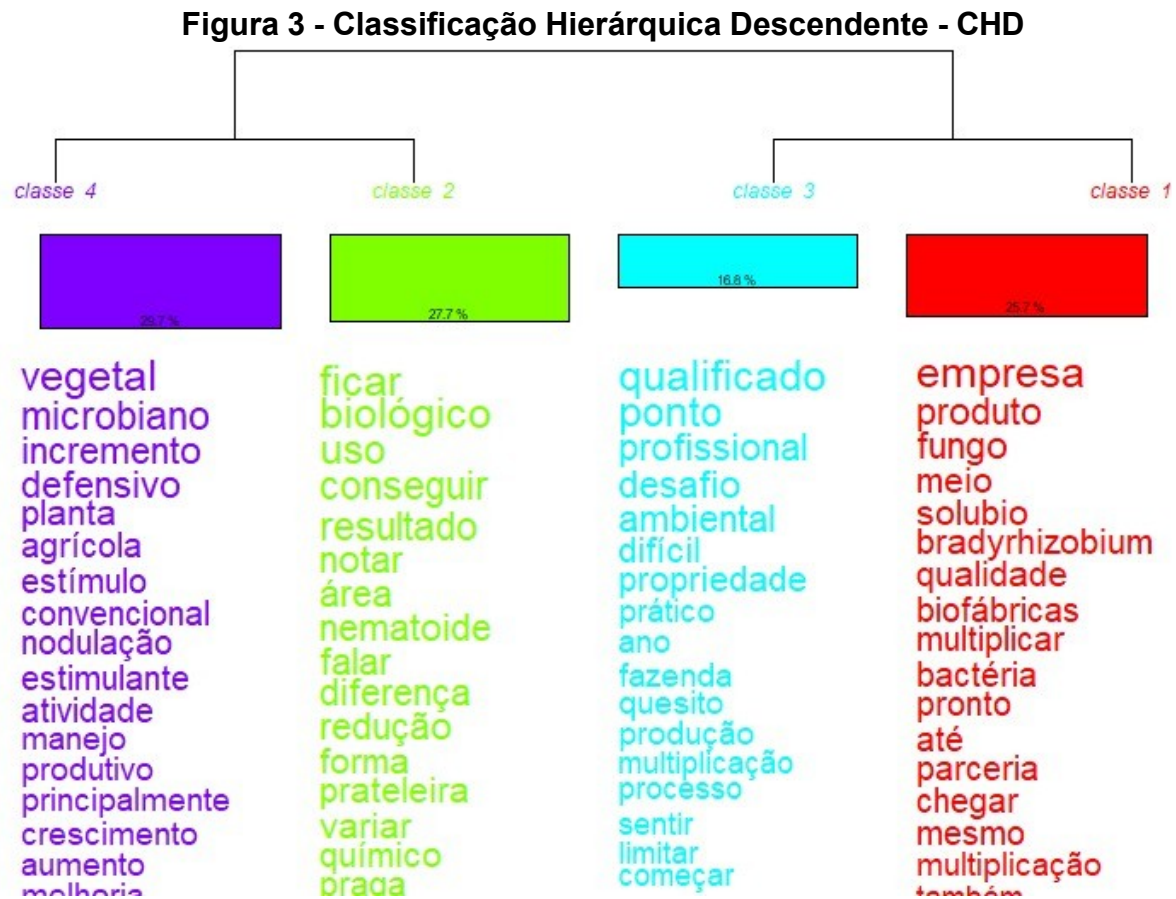 Figura 3 - Classificação Hierárquica Descendente - CHD
classe 4
classe 2
classe 3
classe 1
29.7 %
27.7 %
16.8 %
25.7 %
vegetal
microbiano
incremento
defensivo
planta
agrícola
estímulo
convencional
nodulação
estimulante
atividade
manejo
produtivo
principalmente
crescimento
aumento
melhoria
ficar
biológico
uso
conseguir
resultado
notar
área
nematoide
falar
diferença
redução
forma
prateleira
variar
químico
praga
qualificado
ponto
profissional
desafio
ambiental
difícil
propriedade
prático
ano
fazenda
quesito
produção
multiplicação
processo
sentir
limitar
começar
empresa
produto
fungo
meio
solubio
bradyrhizobium
qualidade
biofábricas
multiplicar
bactéria
pronto
até
parceria
chegar
mesmo
multiplicação
também